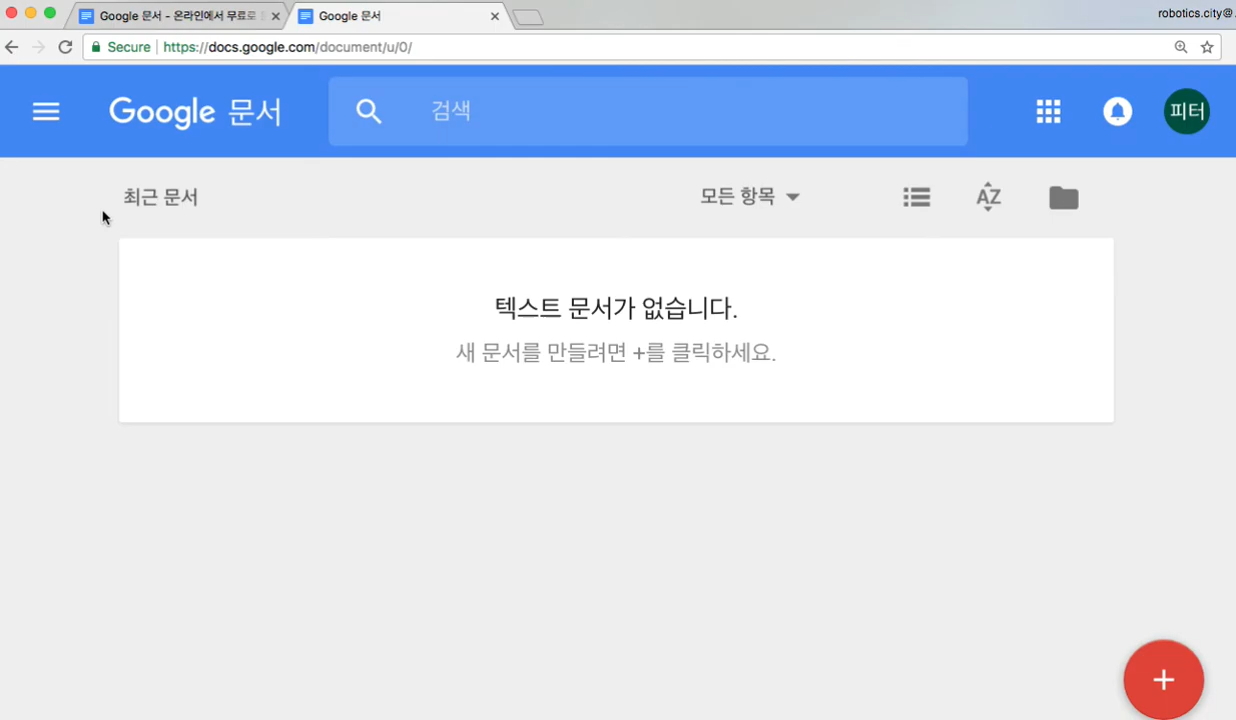 Google 문서 - 온라인에서 무료로
Google 문서
robotics.city@
Secure https://docs.google.com/document/u/0/
Google 문서
검색
피터
최근 문서
모든 항목
AZ
텍스트 문서가 없습니다.
새 문서를 만들려면 +를 클릭하세요.
+